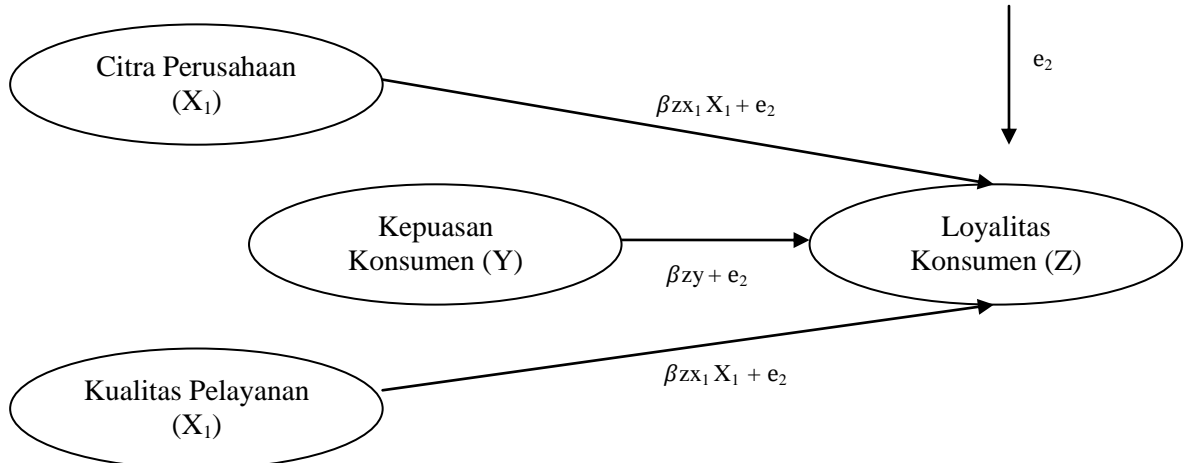 Citra Perusahaan
(X₁)
e₂
βzx₁ X₁ + e₂
Kepuasan
Konsumen (Y)
βzy + e₂
Loyalitas
Konsumen (Z)
Kualitas Pelayanan
(X₁)
βzx₁ X₁ + e₂